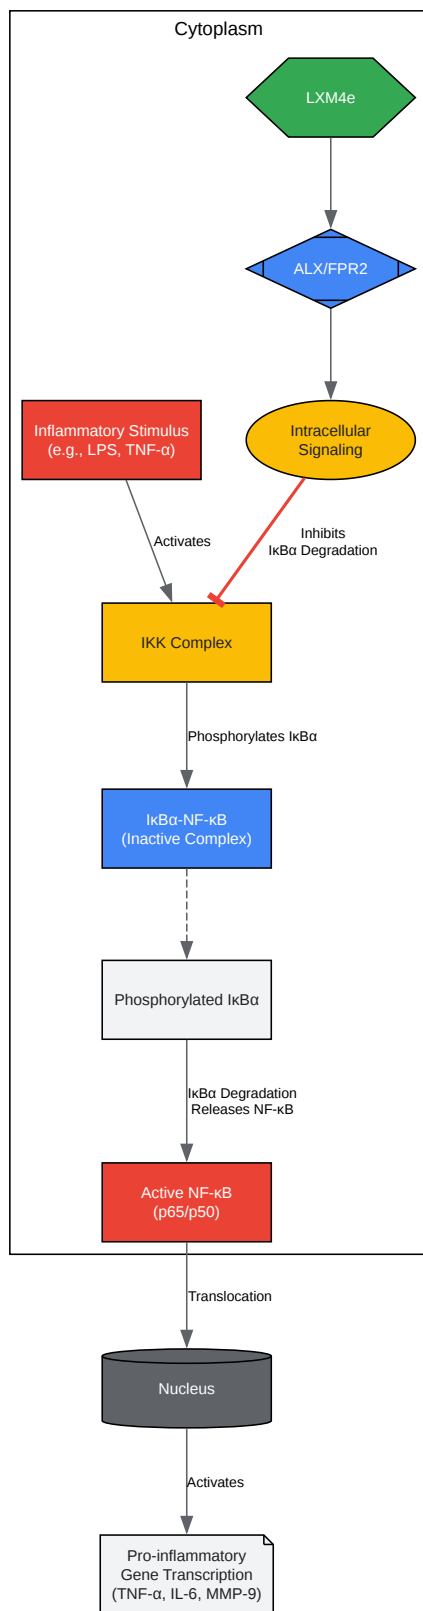 Cytoplasm
LXM4e
ALX/FPR2
Inflammatory Stimulus
(e.g., LPS, TNF-α)
Intracellular
Signaling
Activates
Inhibits
IκBα Degradation
IKK Complex
Phosphorylates IκBα
IκBα-NF-κB
(Inactive Complex)
Phosphorylated IκBα
IκBα Degradation
Releases NF-κB
Active NF-κB
(p65/p50)
Translocation
Nucleus
Activates
Pro-inflammatory
Gene Transcription
(TNF-α, IL-6, MMP-9)